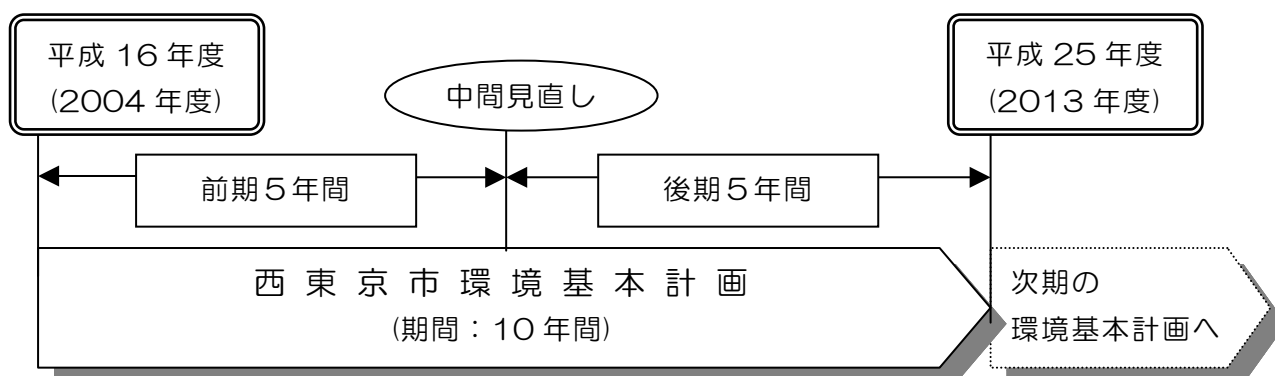 平成 16 年度
(2004 年度)
中間見直し
平成 25 年度
(2013 年度)
前期５年間
後期５年間
西東京市環境基本計画
(期間：10 年間)
次期の
環境基本計画へ